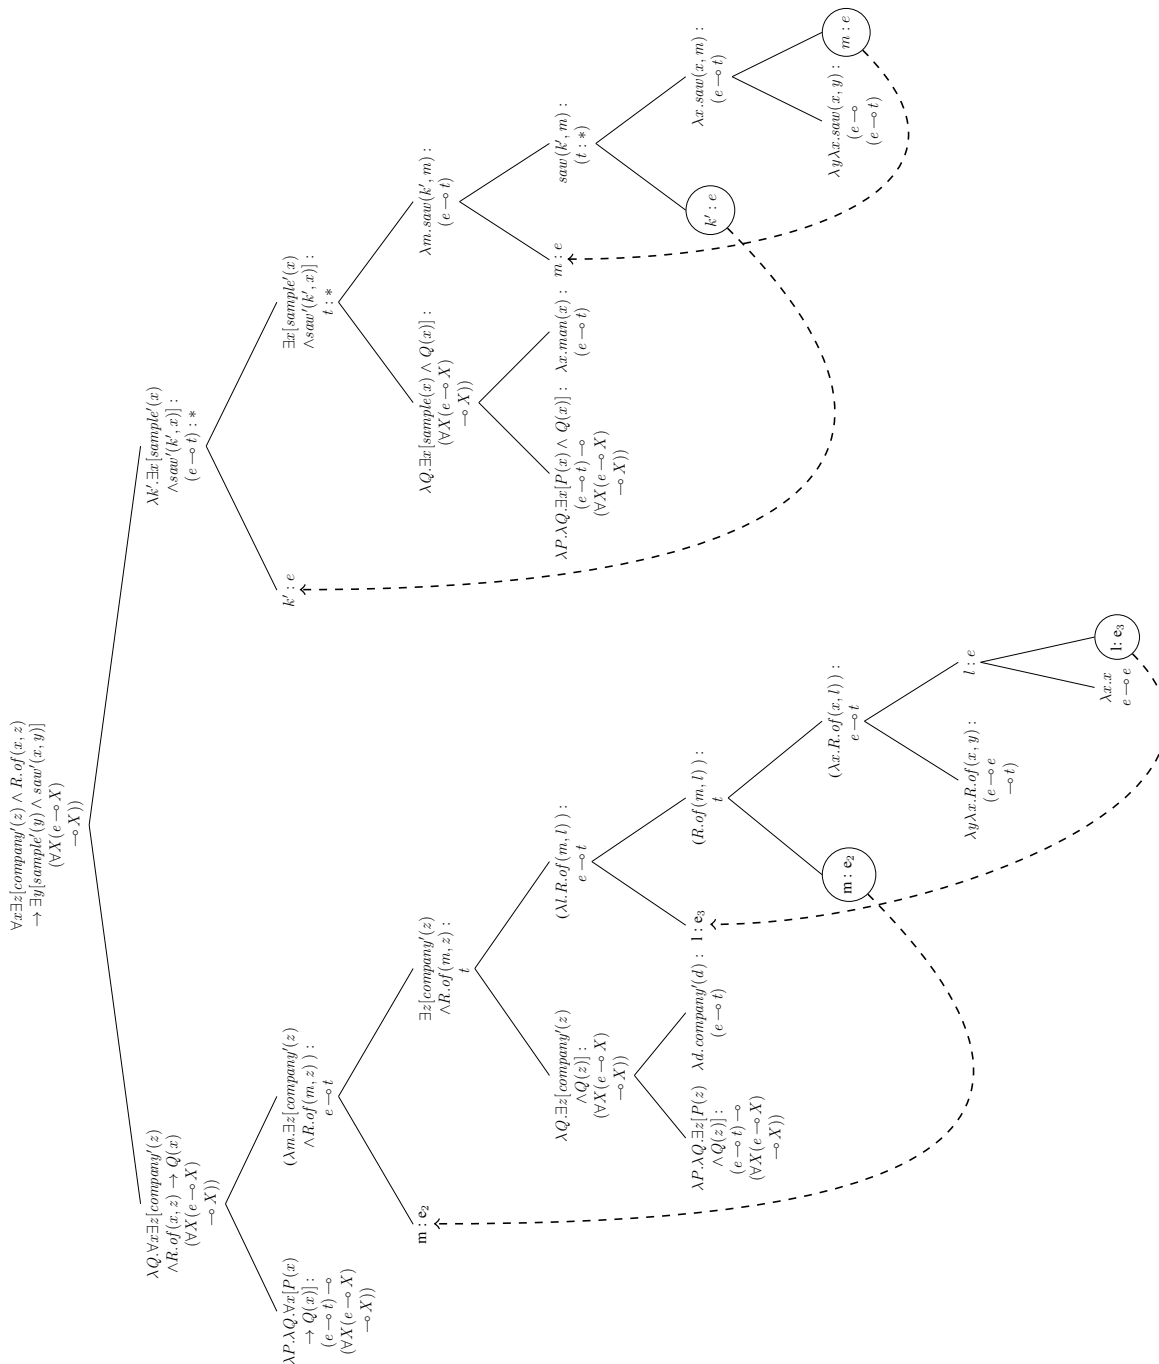 ∀x∃z[company′(z) ∧ R.of(x, z)
→ ∃y[sample′(y) ∧ saw′(x, y)]
(∀X(e ⊸ X)
⊸ X))
λQ.∀x∃z[company′(z)
∧R.of(x, z) → Q(x)
(∀X(e ⊸ X)
⊸ X))
λk′.∃x[sample′(x)
∧saw′(k′, x)] :
(e ⊸ t) : *
λP.λQ.∀x[P(x)
→ Q(x)] :
(e ⊸ t) ⊸
(∀X(e ⊸ X)
⊸ X))
(λm.∃z[company′(z)
∧R.of(m, z)) :
e ⊸ t
k′ : e
∃x[sample′(x)
∧saw′(k′, x)] :
t : *
m : e₂
∃z[company′(z)
∧R.of(m, z) :
t
λQ.∃x[sample(x) ∧ Q(x)] :
(∀X(e ⊸ X)
⊸ X))
λm.saw(k′, m) :
(e ⊸ t)
λQ.∃z[company′(z)
∧Q(z)] :
(∀X(e ⊸ X)
⊸ X))
(λl.R.of(m, l)) :
e ⊸ t
λP.λQ.∃x[P(x) ∧ Q(x)] :
(e ⊸ t) ⊸
(∀X(e ⊸ X)
⊸ X))
λx.man(x) :
(e ⊸ t)
m : e
saw(k′, m) :
(t : *)
λP.λQ.∃z[P(z)
∧Q(z)] :
(e ⊸ t) ⊸
(∀X(e ⊸ X)
⊸ X))
λd.company′(d) :
(e ⊸ t)
l : e₃
(R.of(m, l)) :
t
k′ : e
λx.saw(x, m) :
(e ⊸ t)
m : e₂
(λx.R.of(x, l)) :
e ⊸ t
λyλx.saw(x, y) :
(e ⊸
(e ⊸ t)
m : e
λyλx.R.of(x, y) :
(e ⊸ e
⊸ t)
l : e
λx.x
e ⊸ e
l: e₃